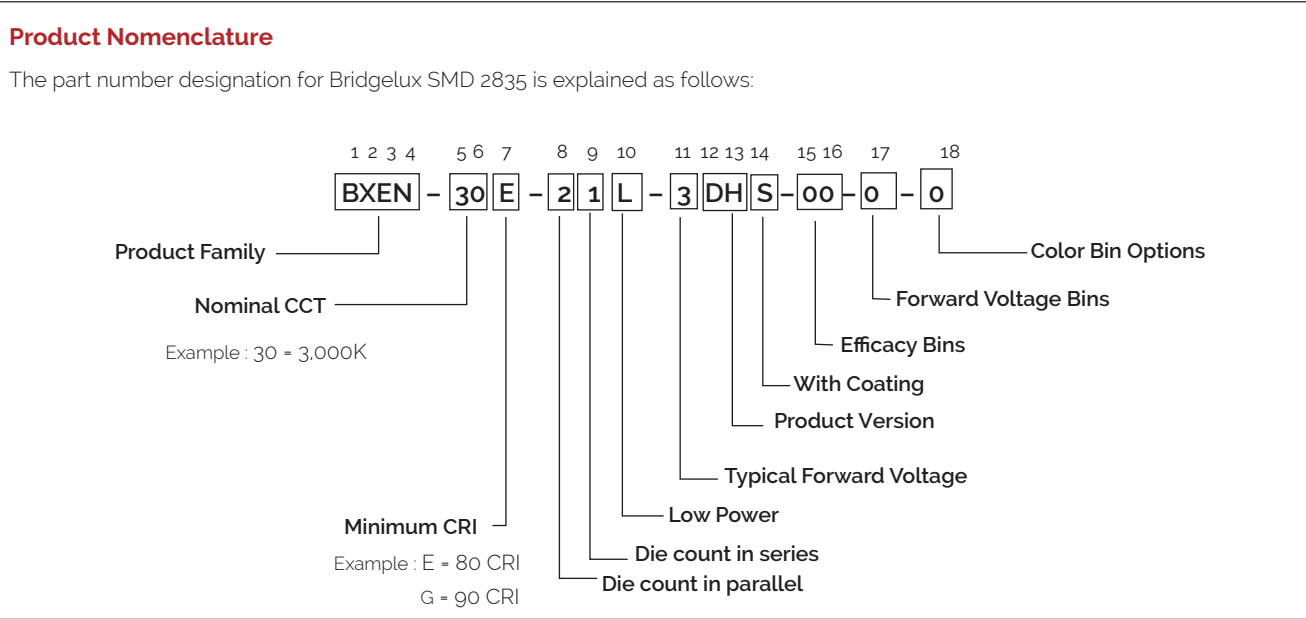 Product Nomenclature
The part number designation for Bridgelux SMD 2835 is explained as follows:
1 2 3 4 5 6 7 8 9 10 11 12 13 14 15 16 17 18
BXEN – 30 E – 2 1 L – 3 DH S – 00 – 0 – 0
Product Family
Color Bin Options
Nominal CCT
Forward Voltage Bins
Example : 30 = 3,000K
Efficacy Bins
With Coating
Product Version
Typical Forward Voltage
Low Power
Minimum CRI
Die count in series
Example : E = 80 CRI
Die count in parallel
G = 90 CRI